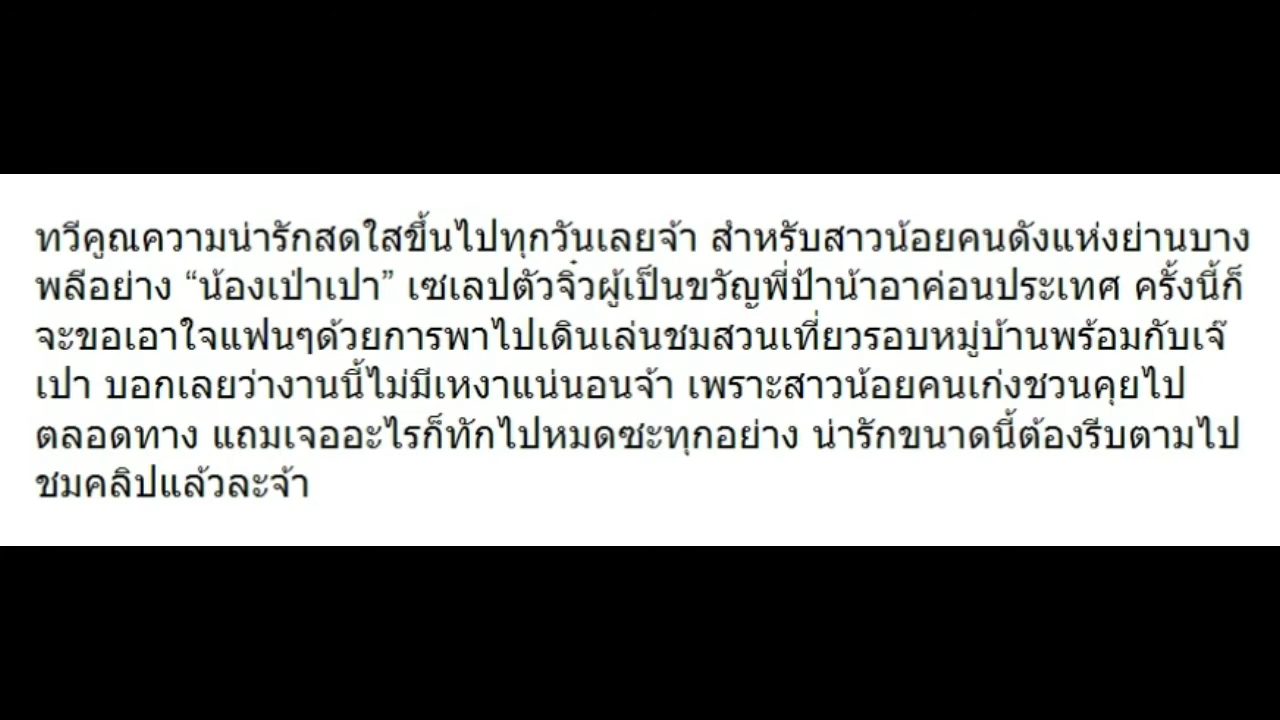 ทวีคูณความน่ารักสดใสขึ้นไปทุกวันเลยจ้า สำหรับสาวน้อยคนดังแห่งย่านบาง
พลีอย่าง “น้องเป่าเปา” เซเลปตัวจิ๋วผู้เป็นขวัญพี่ป้าน้าอาค่อนประเทศ ครั้งนี้ก็
จะขอเอาใจแฟนๆด้วยการพาไปเดินเล่นชมสวนเที่ยวรอบหมู่บ้านพร้อมกับเจ๊
เปา บอกเลยว่างานนี้ไม่มีเหงาแน่นอนจ้า เพราะสาวน้อยคนเก่งชวนคุยไป
ตลอดทาง แถมเจออะไรก็ทักไปหมดซะทุกอย่าง น่ารักขนาดนี้ต้องรีบตามไป
ชมคลิปแล้วละจ้า